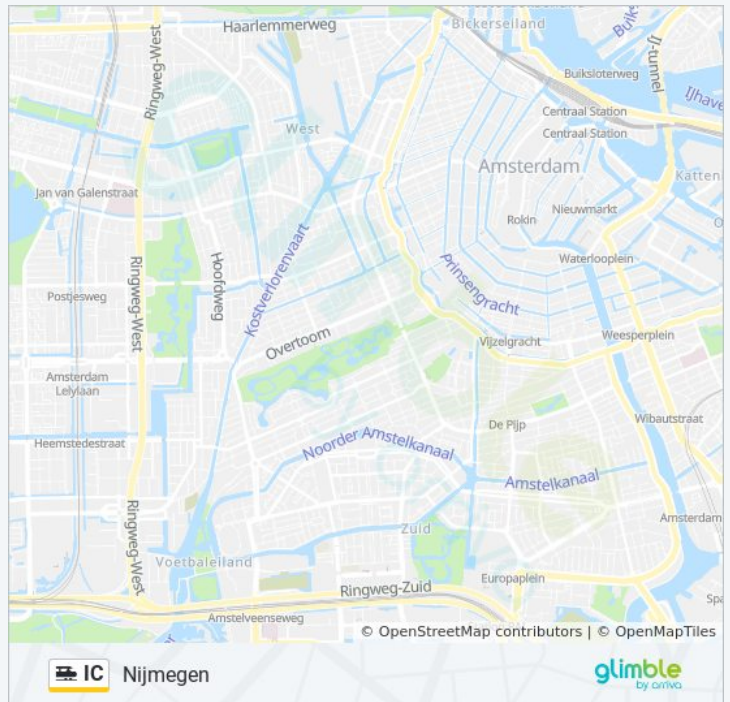 Haarlemmerweg
Bickerseiland
Ringweg-West
IJ-tunnel
Buiksloterweg
IJhave
Centraal Station
Centraal Station
West
Amsterdam
Katten
Jan van Galenstraat
Nieuwmarkt
Rokin
Kostverlorenvaart
Waterlooplein
Hoofdweg
Prinsengracht
Ringweg-West
Postjesweg
Overtoom
Vijzelgracht
Weesperplein
Amsterdam
Lelylaan
De Pijp
Wibautstraat
Heemstedestraat
Noorder Amstelkanaal
Amstelkanaal
Ringweg-West
Zuid
Amsterdam
Voetbaleiland
Europaplein
Ringweg-Zuid
Spa
Amstelveenseweg
© OpenStreetMap contributors | © OpenMapTiles
IC Nijmegen
glimble
by arriva